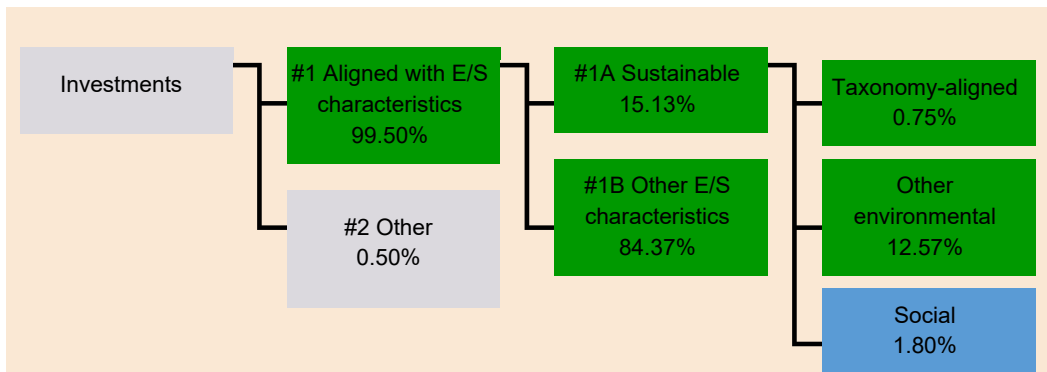 Investments
#1 Aligned with E/S
characteristics
99.50%
#2 Other
0.50%
#1A Sustainable
15.13%
#1B Other E/S
characteristics
84.37%
Taxonomy-aligned
0.75%
Other
environmental
12.57%
Social
1.80%